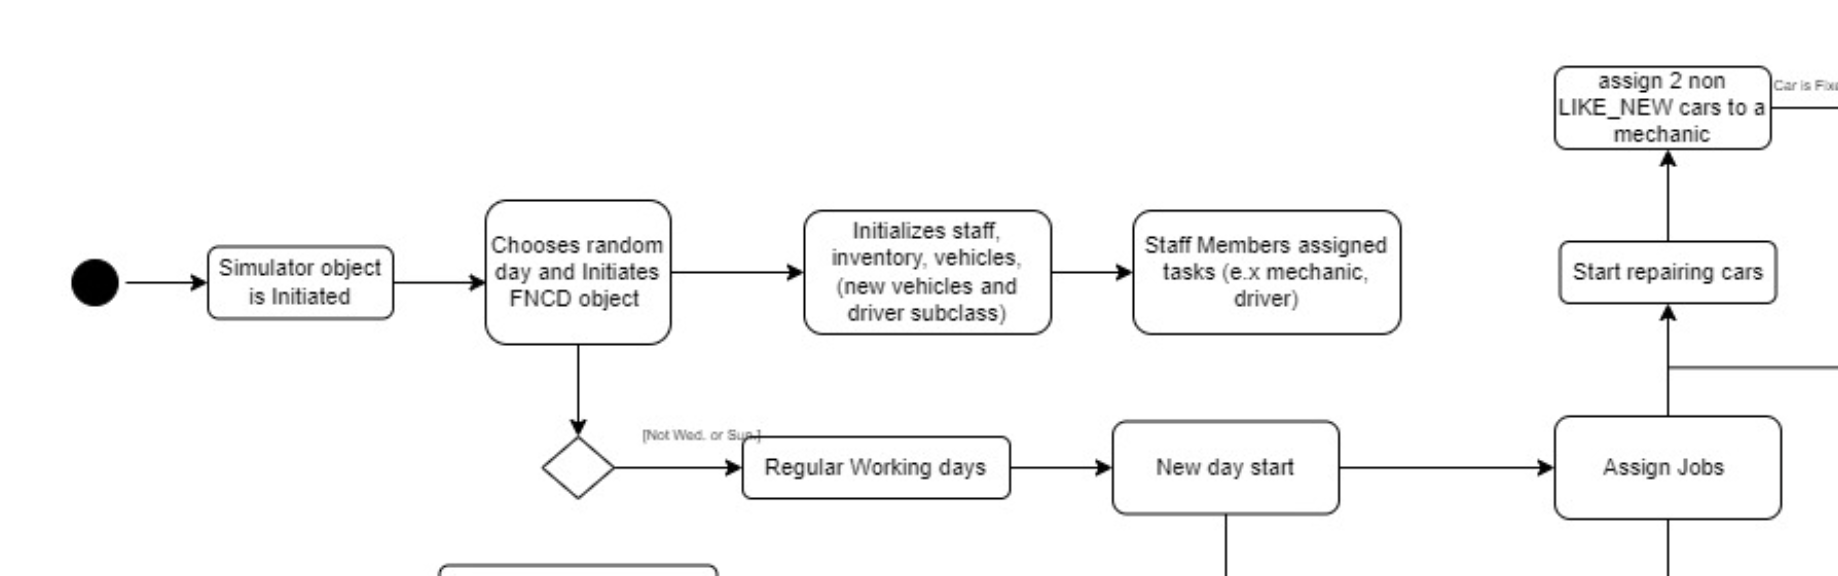 assign 2 non
LIKE_NEW cars to a
mechanic
Car is
Chooses random
day and Initiates
FNCD object
Simulator object
is Initiated
Initializes staff,
inventory, vehicles,
(new vehicles and
driver subclass)
Staff Members assigned
tasks (e.x mechanic,
driver)
Start repairing cars
[Not Wed. or Sun.]
Regular Working days
New day start
Assign Jobs